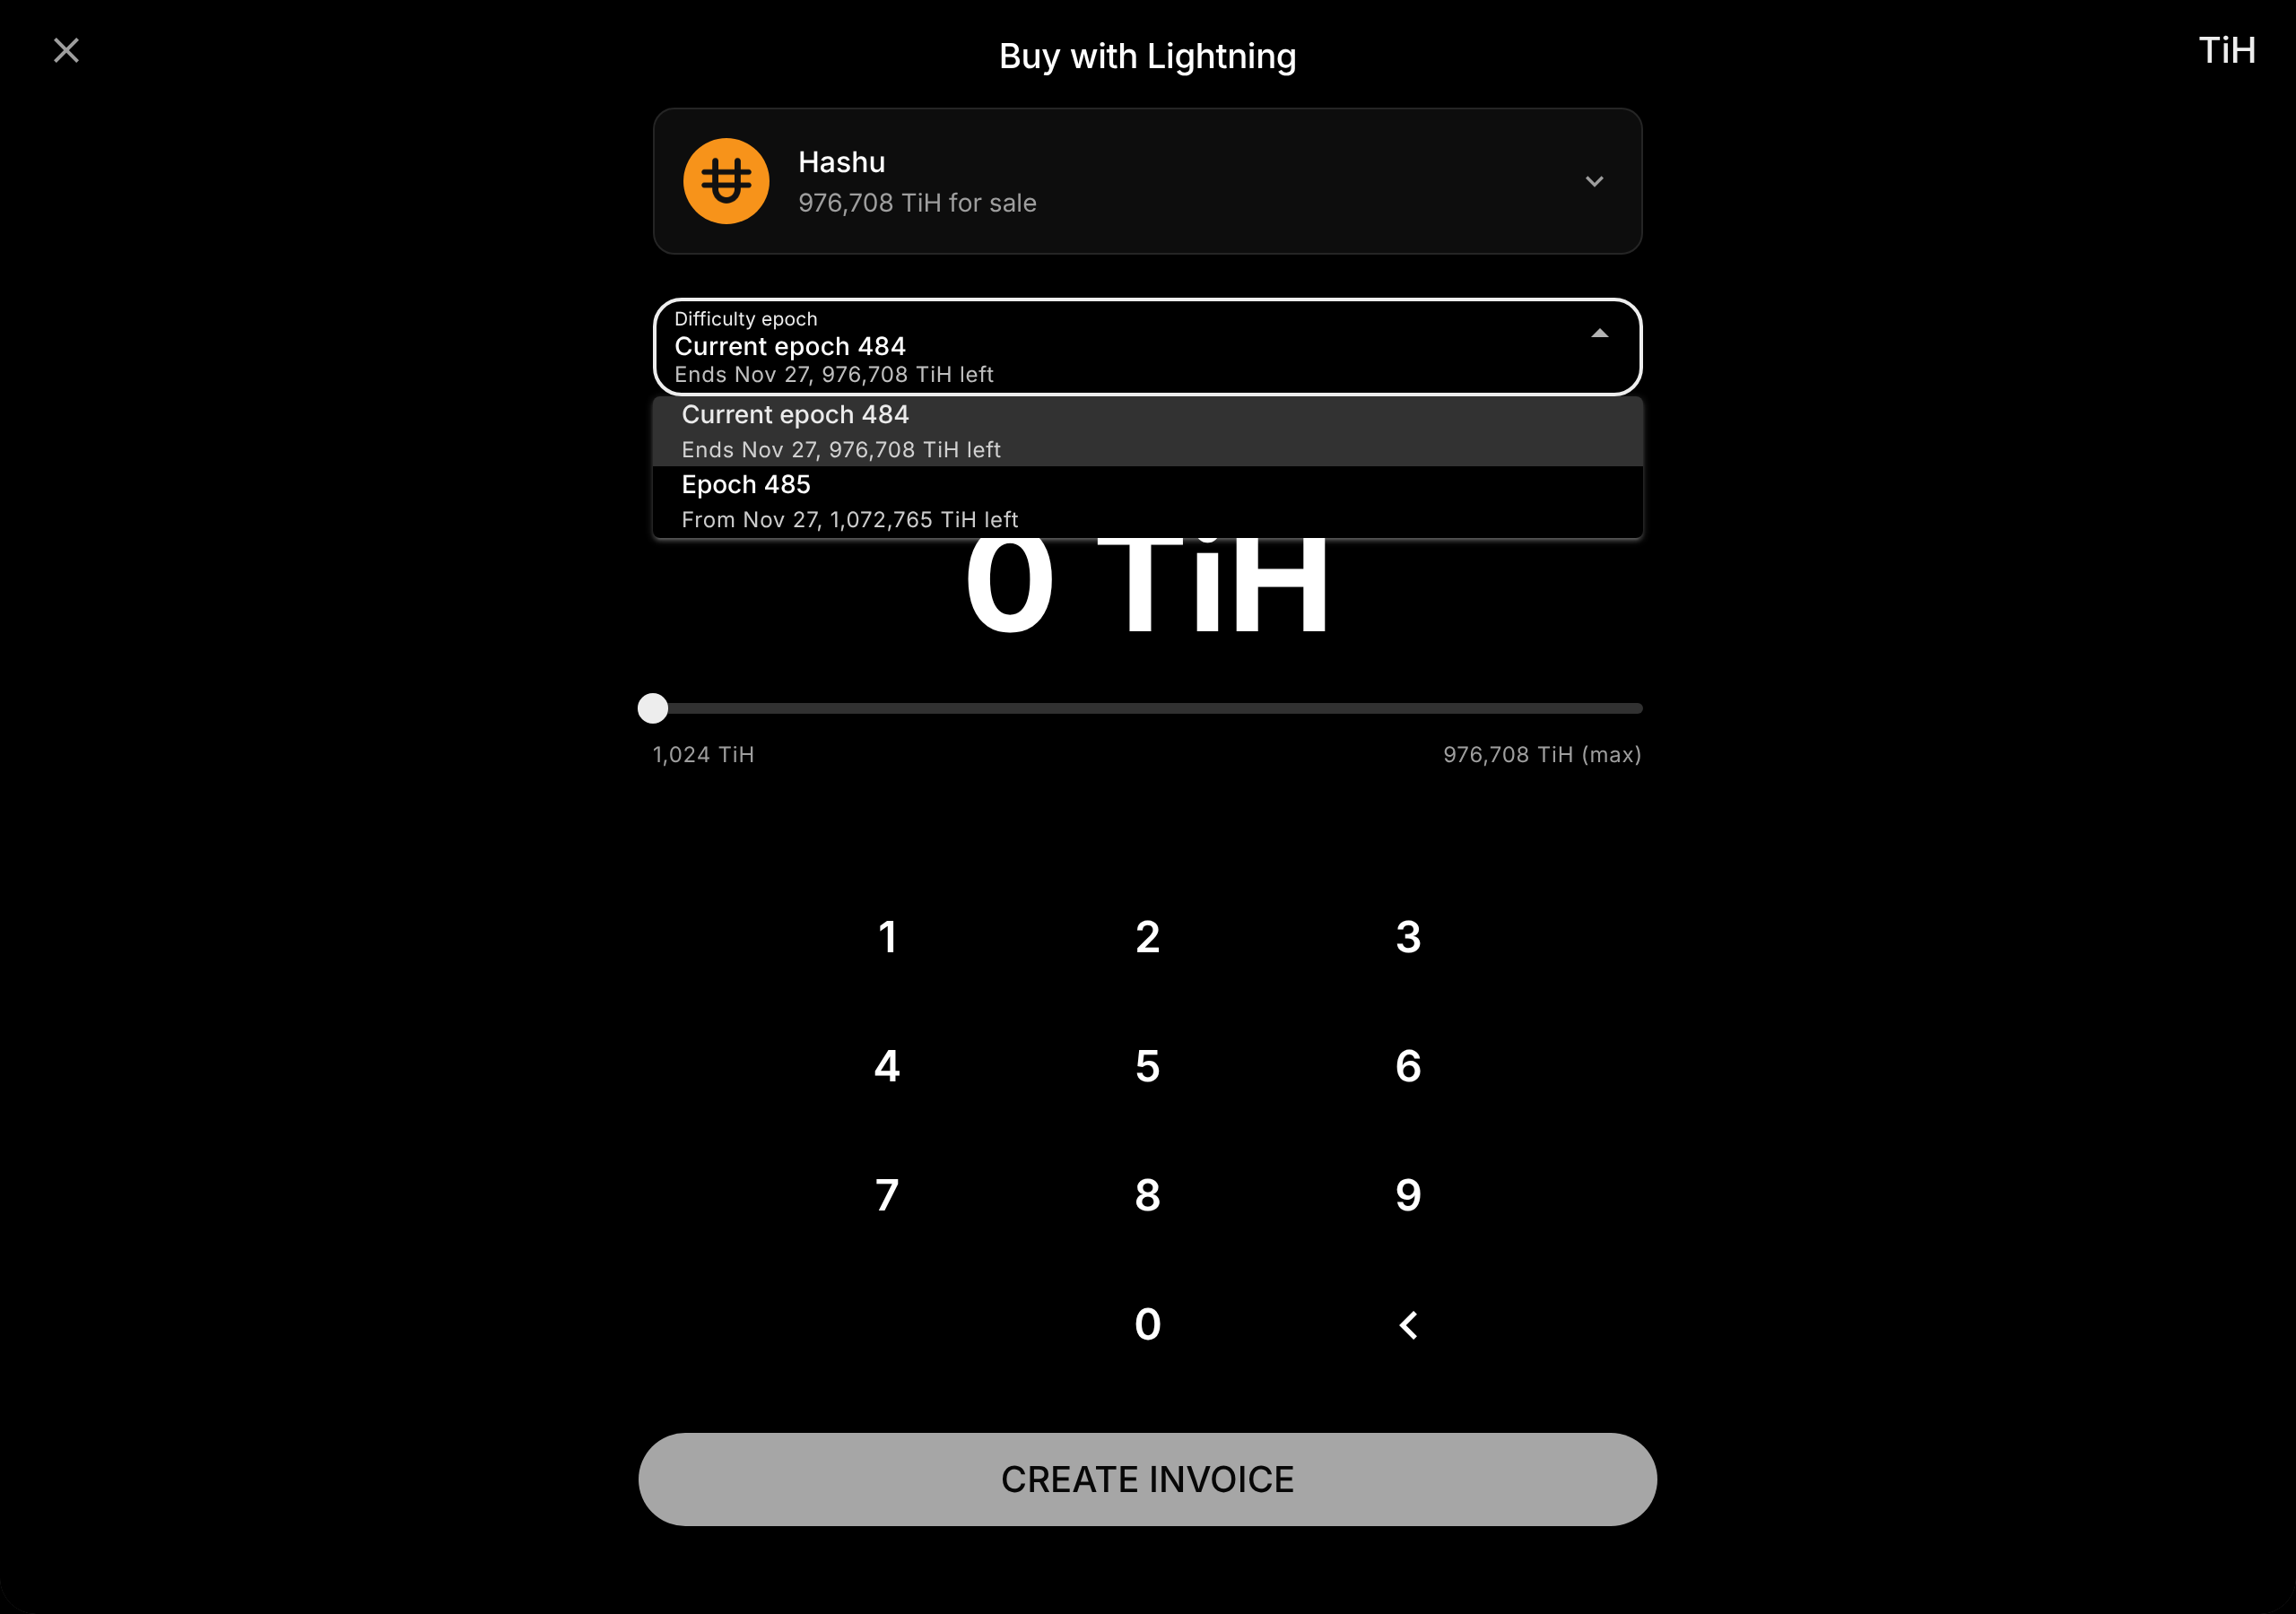 Buy with Lightning
TiH
Hashu
976,708 TiH for sale
Difficulty epoch
Current epoch 484
Ends Nov 27, 976,708 TiH left
Current epoch 484
Ends Nov 27, 976,708 TiH left
Epoch 485
From Nov 27, 1,072,765 TiH left
0 TiH
1,024 TiH
976,708 TiH (max)
1 2 3
4 5 6
7 8 9
0
CREATE INVOICE